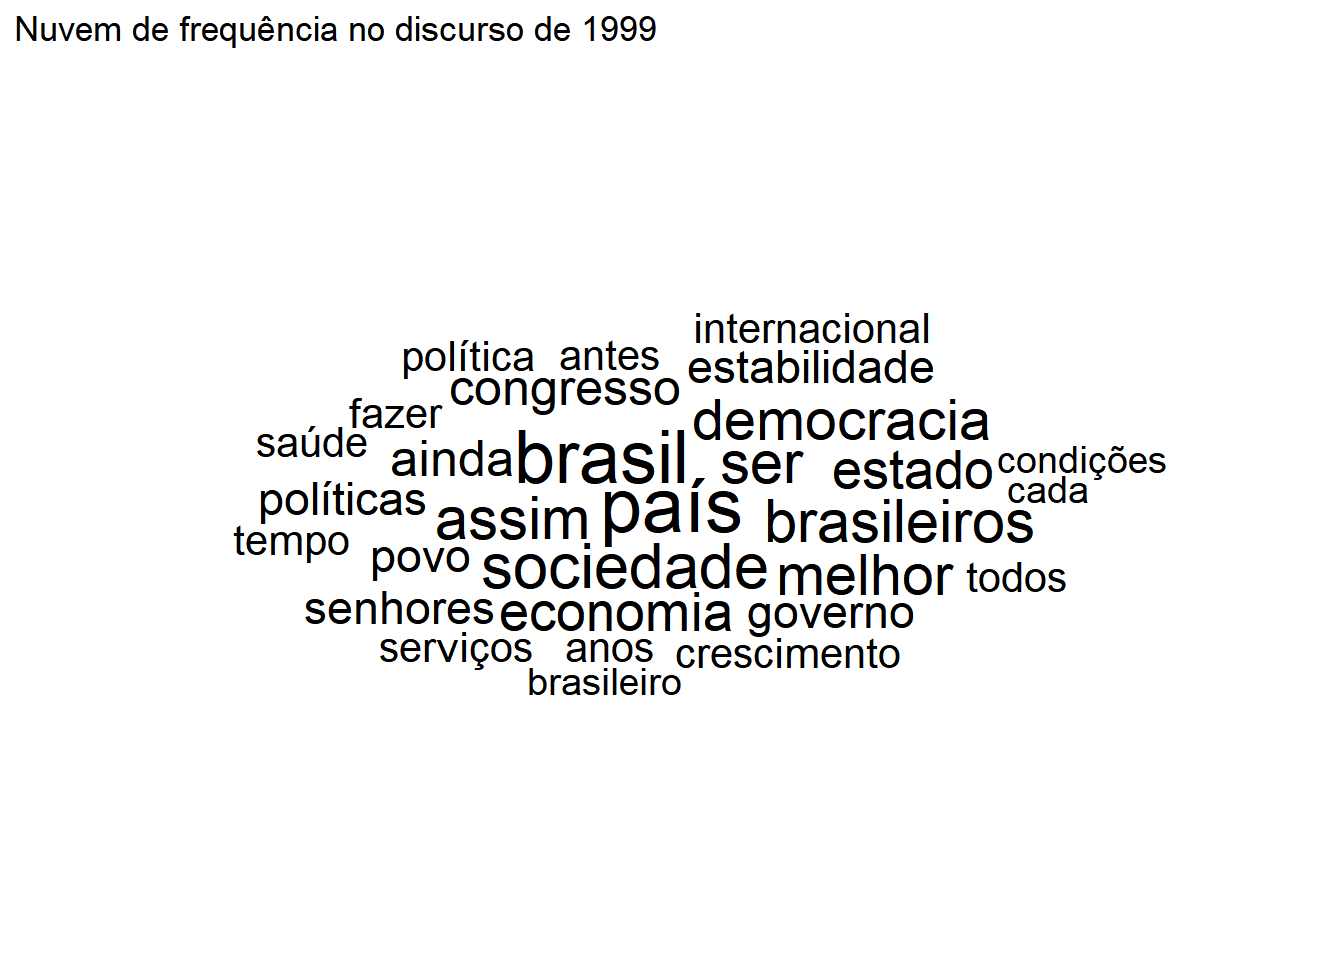 Nuvem de frequência no discurso de 1999
internacional
política antes estabilidade
congresso
fazer democracia
saúde ainda brasil ser estado condições
cada
políticas assim país brasileiros
tempo povo sociedade melhor todos
senhores economia governo
serviços anos crescimento
brasileiro